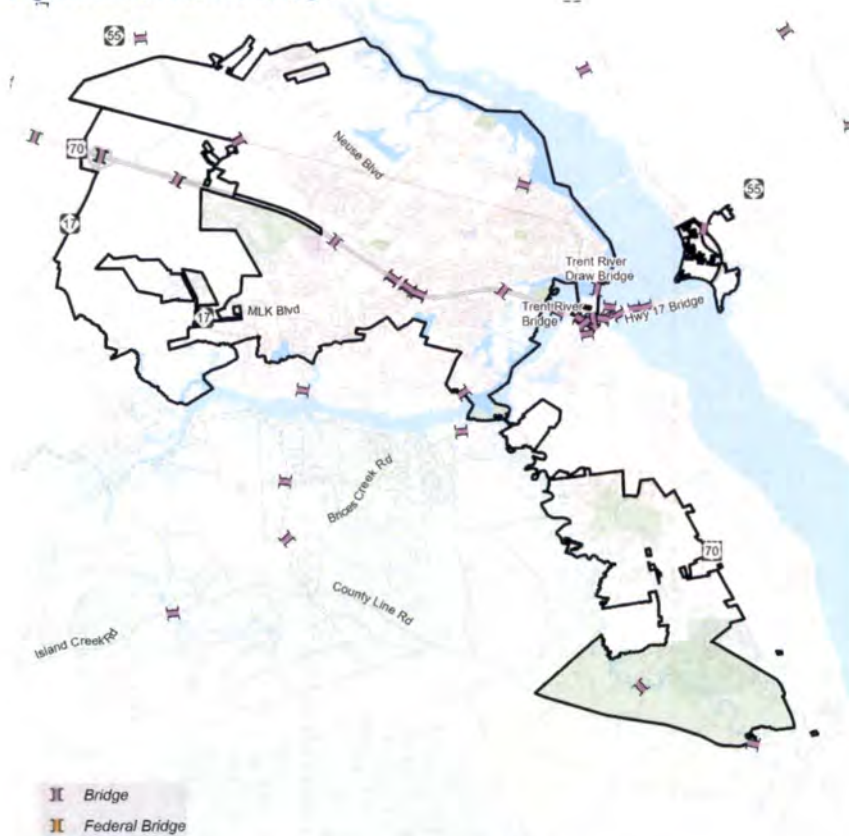 55
Neuse Blvd
70
55
17
Trent River
Draw Bridge
Trent River
Bridge
Hwy 17 Bridge
17
MLK Blvd
Brices Creek Rd
70
County Line Rd
Island Creek Rd
Bridge
Federal Bridge